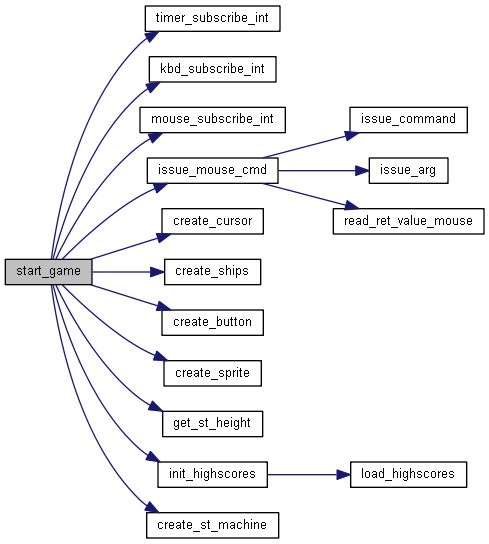 timer_subscribe_int
kbd_subscribe_int
mouse_subscribe_int
issue_command
issue_mouse_cmd
issue_arg
read_ret_value_mouse
create_cursor
start_game
create_ships
create_button
create_sprite
get_st_height
init_highscores
load_highscores
create_st_machine